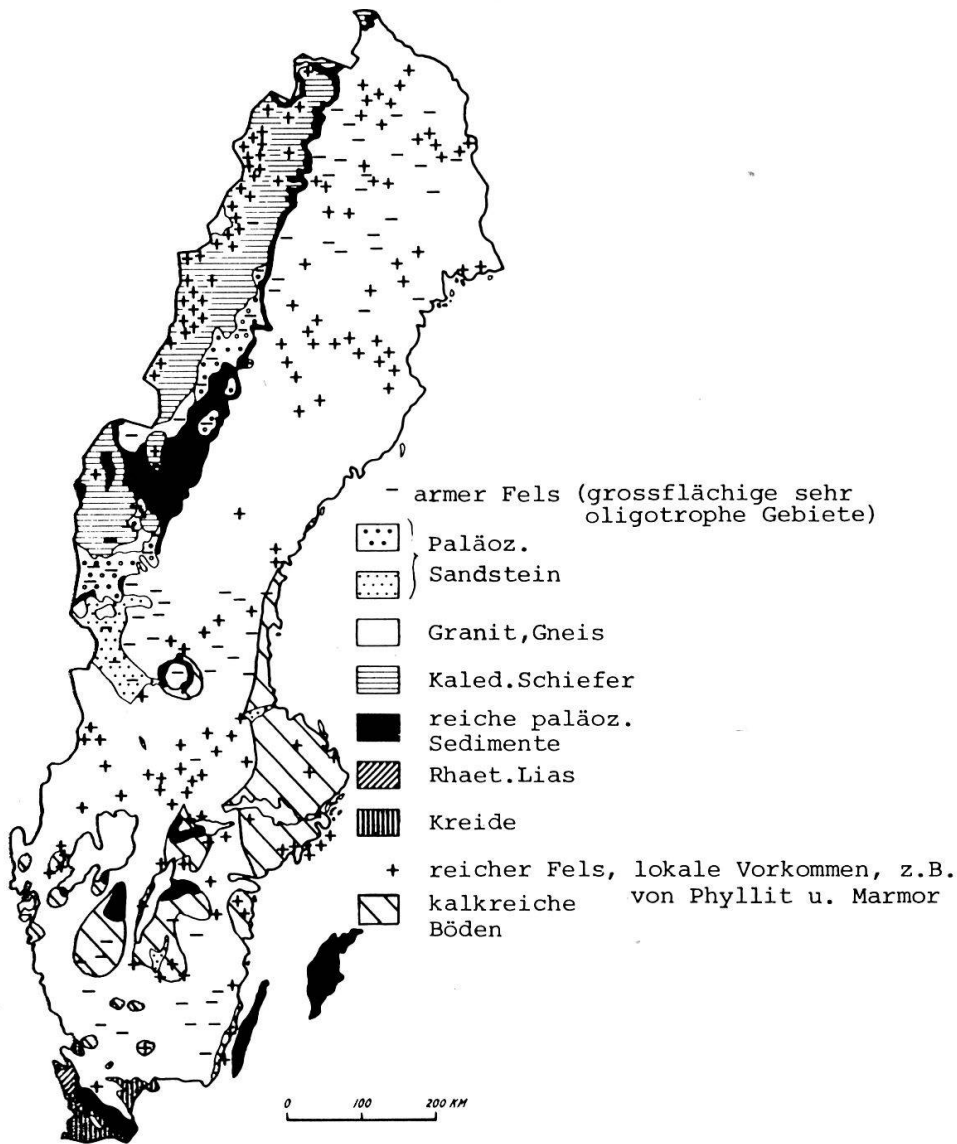 - armer Fels (grossflächige sehr
oligotrophe Gebiete)
Paläoz.
Sandstein
Granit,Gneis
Kaled.Schiefer
reiche paläoz.
Sedimente
Rhaet.Lias
Kreide
+ reicher Fels, lokale Vorkommen, z.B.
von Phyllit u. Marmor
kalkreiche
Böden
0 100 200 KM